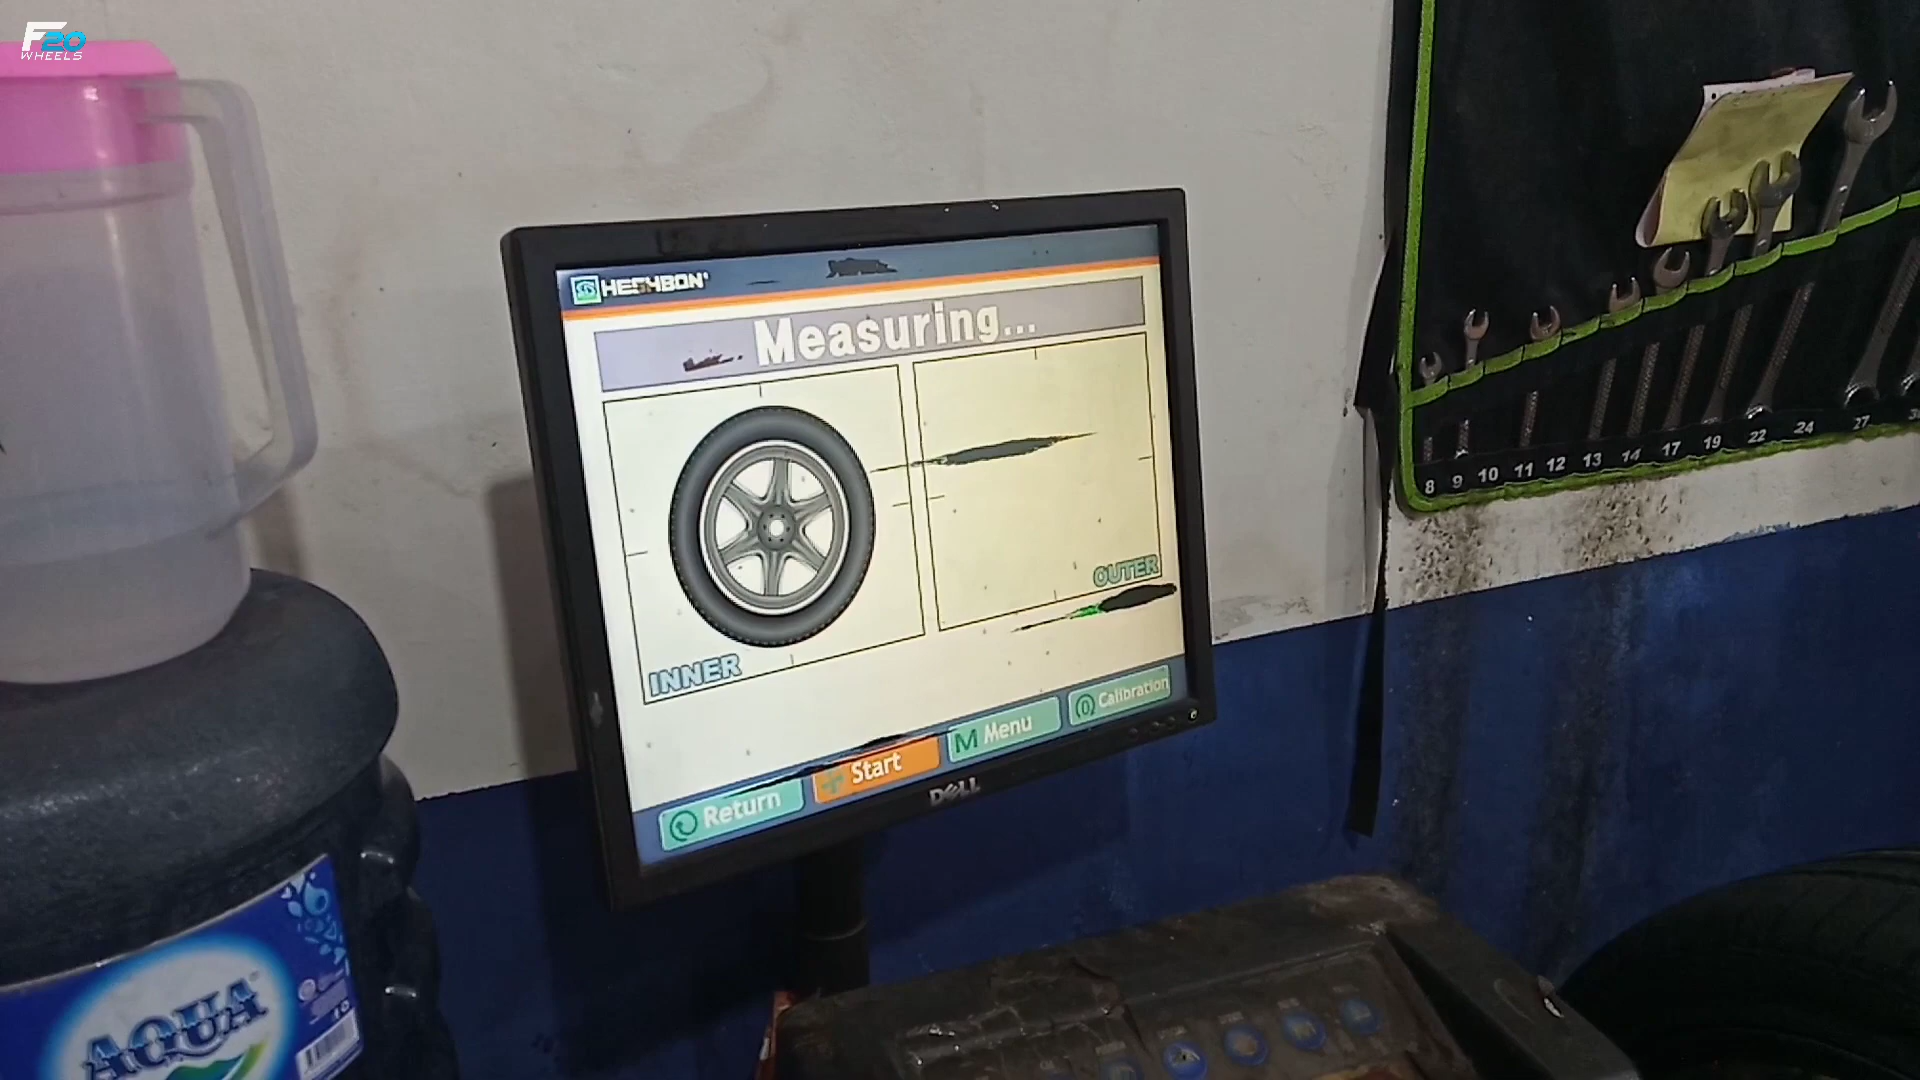 F20
WHEELS
HESHBON
Measuring...
INNER
OUTER
Return
Start
M Menu
(0) Calibration
DELL
AQUA
8 9 10 11 12 13 14 17 19 22 24 27